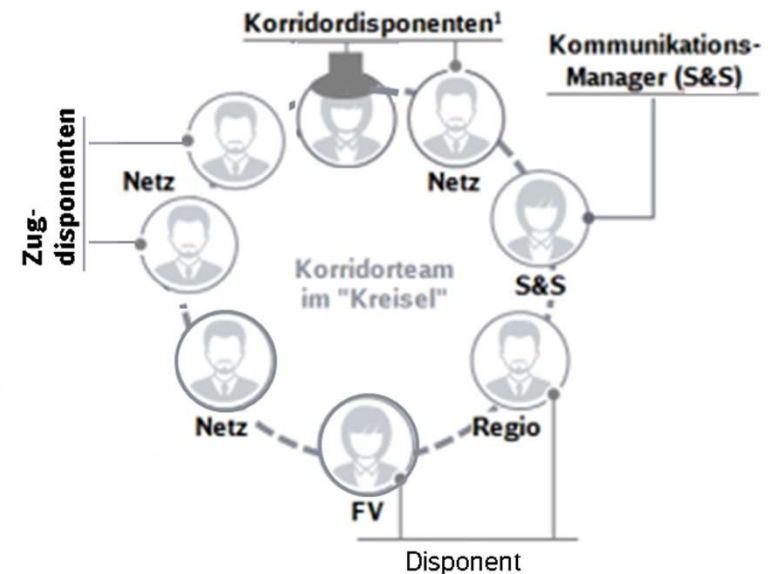 Korridordisponenten¹
Kommunikations-
Manager (S&S)
Zug-
disponenten
Netz
Netz
Korridorteam
im "Kreisel"
S&S
Netz
Regio
FV
Disponent